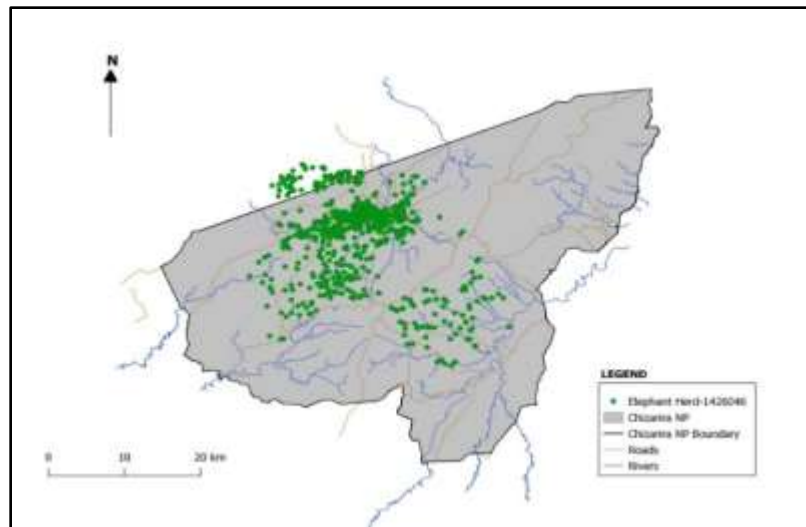 N
LEGEND
Elephant Herd-1426046
Chizarira NP
Chizarira NP Boundary
Roads
Rivers
0 10 20 km